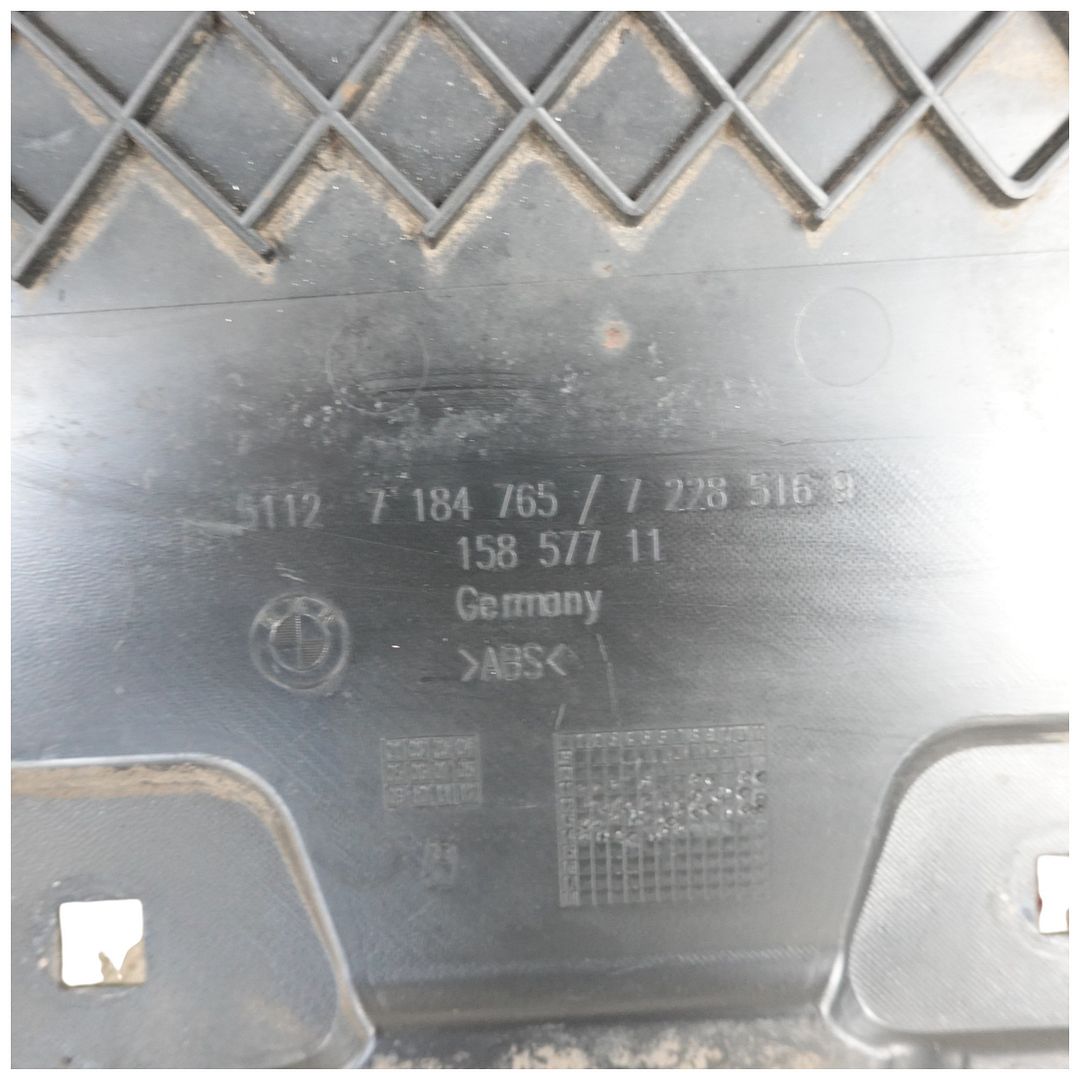 5112 7 184 765 / 7 228 516 9
158 577 11
Germany
>ABS<